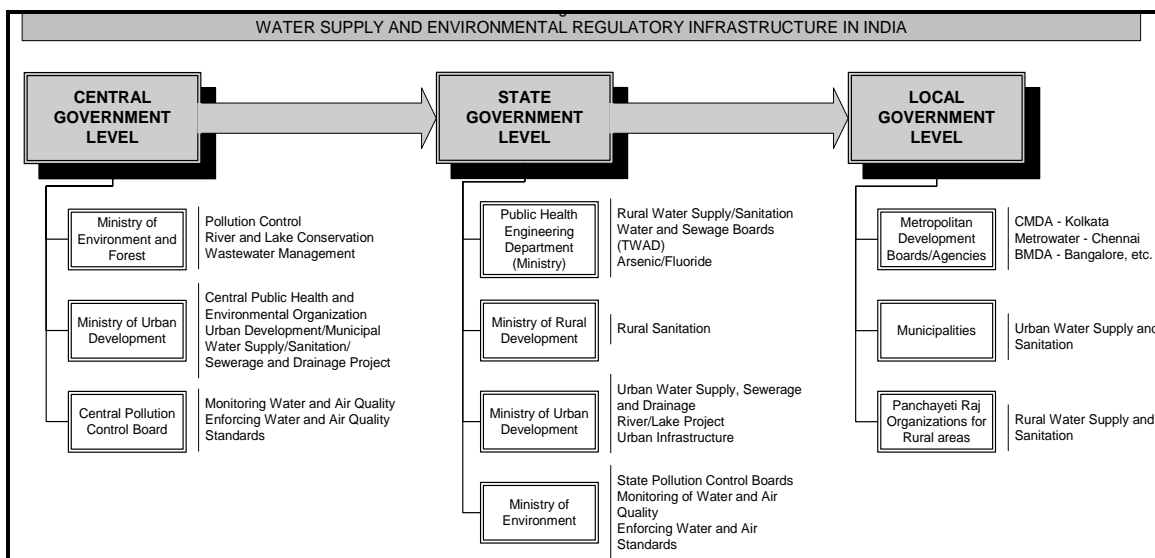 WATER SUPPLY AND ENVIRONMENTAL REGULATORY INFRASTRUCTURE IN INDIA
CENTRAL
GOVERNMENT
LEVEL
Ministry of
Environment and
Forest
Pollution Control
River and Lake Conservation
Wastewater Management
Ministry of Urban
Development
Central Public Health and
Environmental Organization
Urban Development/Municipal
Water Supply/Sanitation/
Sewerage and Drainage Project
Central Pollution
Control Board
Monitoring Water and Air Quality
Enforcing Water and Air Quality
Standards
STATE
GOVERNMENT
LEVEL
Public Health
Engineering
Department
(Ministry)
Rural Water Supply/Sanitation
Water and Sewage Boards
(TWAD)
Arsenic/Fluoride
Ministry of Rural
Development
Rural Sanitation
Ministry of Urban
Development
Urban Water Supply, Sewerage
and Drainage
River/Lake Project
Urban Infrastructure
Ministry of
Environment
State Pollution Control Boards
Monitoring of Water and Air
Quality
Enforcing Water and Air
Standards
LOCAL
GOVERNMENT
LEVEL
Metropolitan
Development
Boards/Agencies
CMDA - Kolkata
Metrowater - Chennai
BMDA - Bangalore, etc.
Municipalities
Urban Water Supply and
Sanitation
Panchayeti Raj
Organizations for
Rural areas
Rural Water Supply and
Sanitation